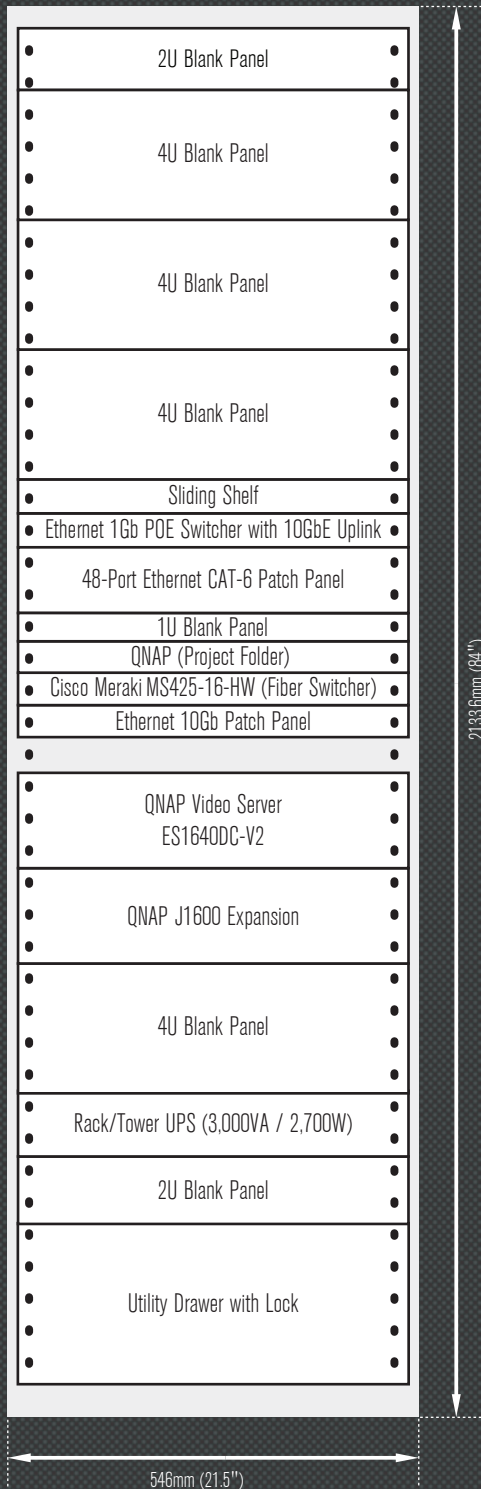 2U Blank Panel
4U Blank Panel
4U Blank Panel
4U Blank Panel
Sliding Shelf
Ethernet 1Gb POE Switcher with 10GbE Uplink
48-Port Ethernet CAT-6 Patch Panel
1U Blank Panel
QNAP (Project Folder)
Cisco Meraki MS425-16-HW (Fiber Switcher)
Ethernet 10Gb Patch Panel
QNAP Video Server
ES1640DC-V2
QNAP J1600 Expansion
4U Blank Panel
Rack/Tower UPS (3,000VA / 2,700W)
2U Blank Panel
Utility Drawer with Lock
2133.6mm (84")
546mm (21.5")